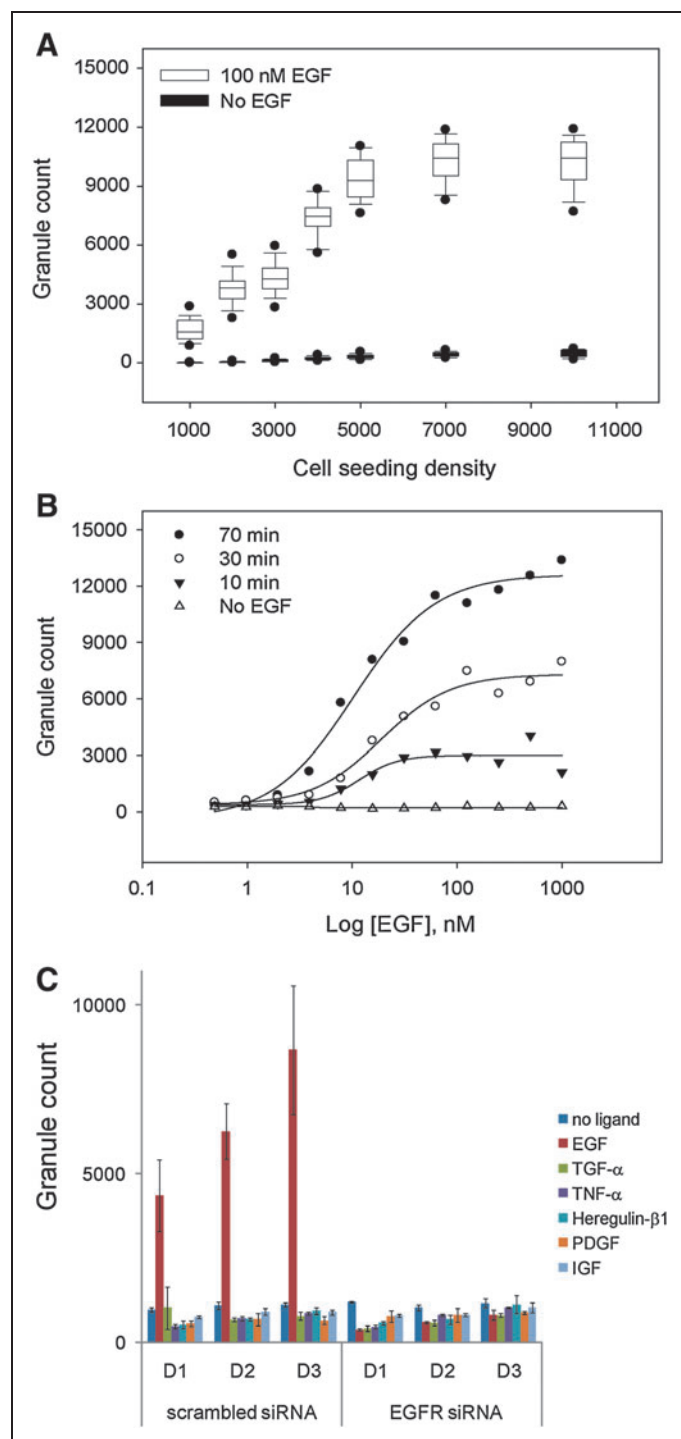 A
15000
12000
9000
6000
3000
0
Granule count
100 nM EGF
No EGF
1000 3000 5000 7000 9000 11000
Cell seeding density
B
15000
12000
9000
6000
3000
0
Granule count
70 min
30 min
10 min
No EGF
0.1 1 10 100 1000
Log [EGF], nM
C
10000
5000
0
Granule count
no ligand
EGF
TGF-α
TNF-α
Heregulin-β1
PDGF
IGF
D1 D2 D3 D1 D2 D3
scrambled siRNA EGFR siRNA